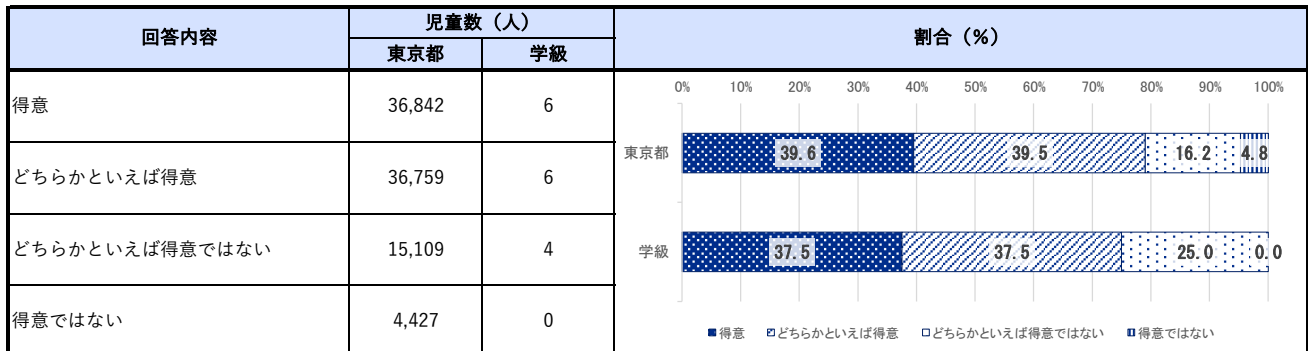 回答内容
児童数（人）
割合（％）
東京都
学級
得意
36,842
6
どちらかといえば得意
36,759
6
どちらかといえば得意ではない
15,109
4
得意ではない
4,427
0
0% 10% 20% 30% 40% 50% 60% 70% 80% 90% 100%
東京都
39.6
39.5
16.2
4.8
学級
37.5
37.5
25.0
0.0
得意 どちらかといえば得意 どちらかといえば得意ではない 得意ではない